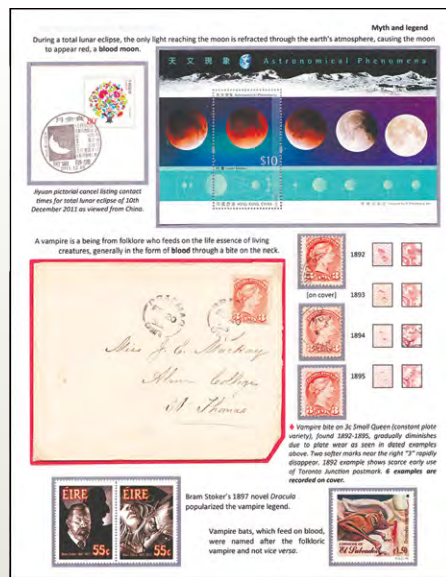 Myth and legend
During a total lunar eclipse, the only light reaching the moon is refracted through the earth's atmosphere, causing the moon
to appear red, a blood moon.
天文現象 Astronomical Phenomena
$10
Jiyuan pictorial cancel listing contact
times for total lunar eclipse of 10th
December 2011 as viewed from China.
A vampire is being from folklore who feeds on the life essence of living
creatures, generally in the form of blood through a bite on the neck.
1892
(on cover)
1893
1894
1895
Miss J. C. Mackay
Alma College
St Thomas
Vampire bite on 3c Small Queen (constant plate
variety), found 1892-1895, gradually diminishes
due to plate wear as seen in dated examples
above. Two softer marks near the right "3" rapidly
disappear. 1892 example shows scarce early use
of Toronto Junction postmark. 6 examples are
recorded on cover.
ÉIRE
55c
ÉIRE
55c
Bram Stoker's 1897 novel Dracula
popularized the vampire legend.
Vampire bats, which feed on blood,
were named after the folkloric
vampire and not vice versa.
El Salvador